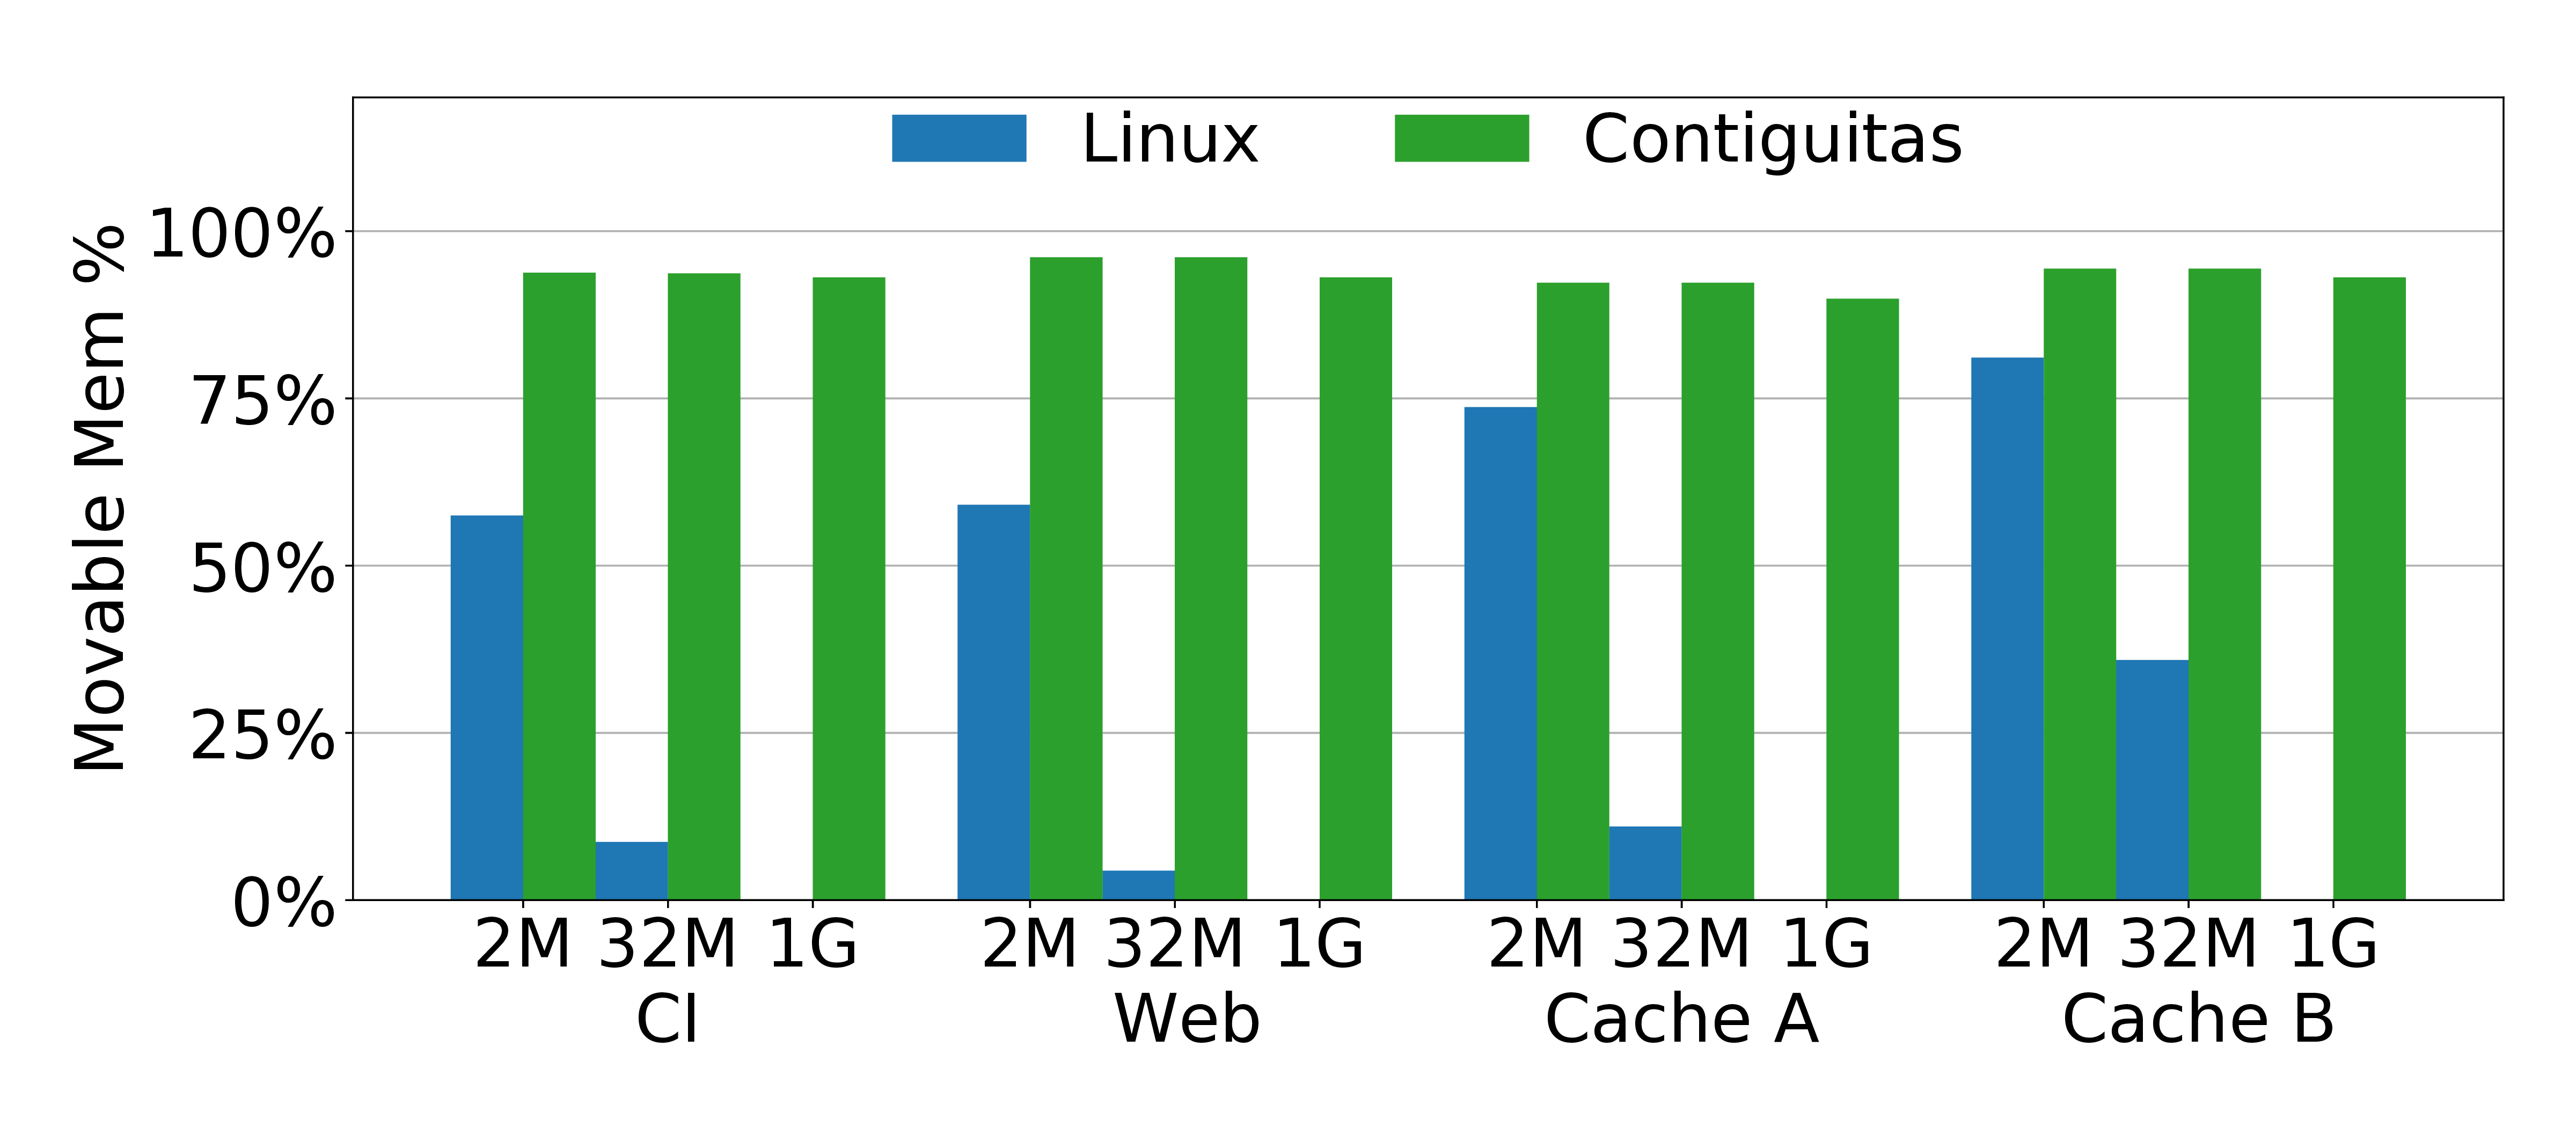 Linux Contiguitas
Movable Mem %
100%
75%
50%
25%
0%
2M 32M 1G 2M 32M 1G 2M 32M 1G 2M 32M 1G
CI Web Cache A Cache B